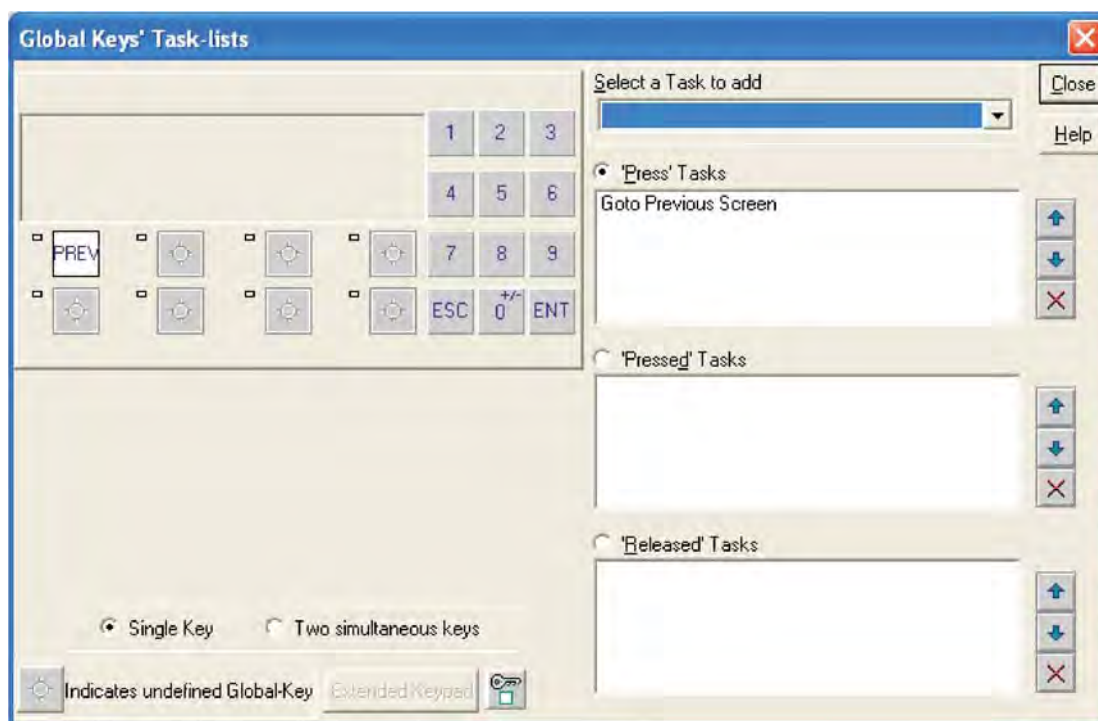 Global Keys' Task-lists
Select a Task to add
Close
Help
1 2 3
4 5 6
'Press' Tasks
Goto Previous Screen
PREV
7 8 9
ESC +/- 0 ENT
'Pressed' Tasks
'Released' Tasks
Single Key Two simultaneous keys
Indicates undefined Global-Key Extended Keypad